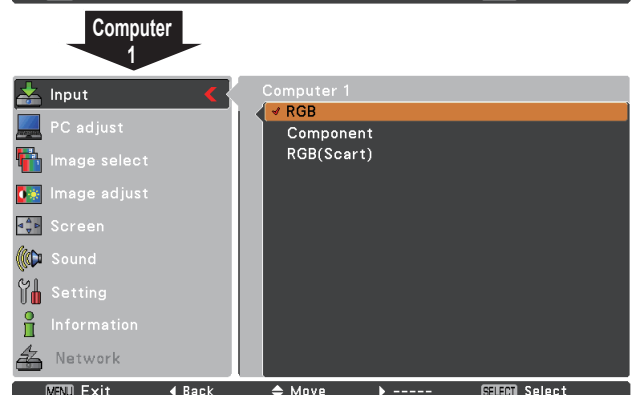 Computer
1
Input
PC adjust
Image select
Image adjust
Screen
Sound
Setting
Information
Network
Computer 1
RGB
Component
RGB(Scart)
MENU Exit Back Move ----- SELECT Select